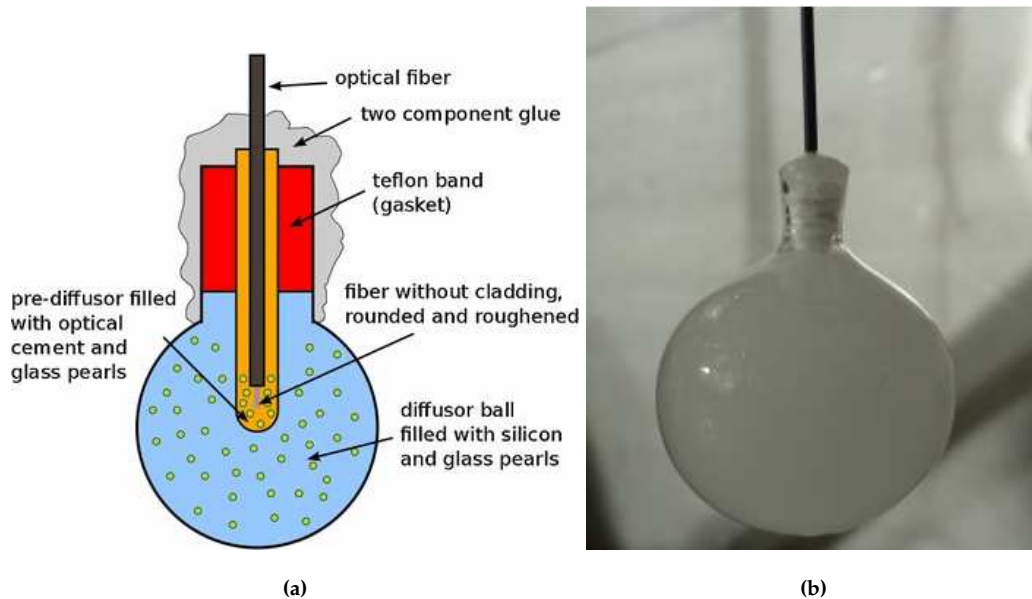 optical fiber
two component glue
teflon band
(gasket)
pre-diffusor filled
with optical
cement and
glass pearls
fiber without cladding,
rounded and roughened
diffusor ball
filled with silicon
and glass pearls
(a)
(b)